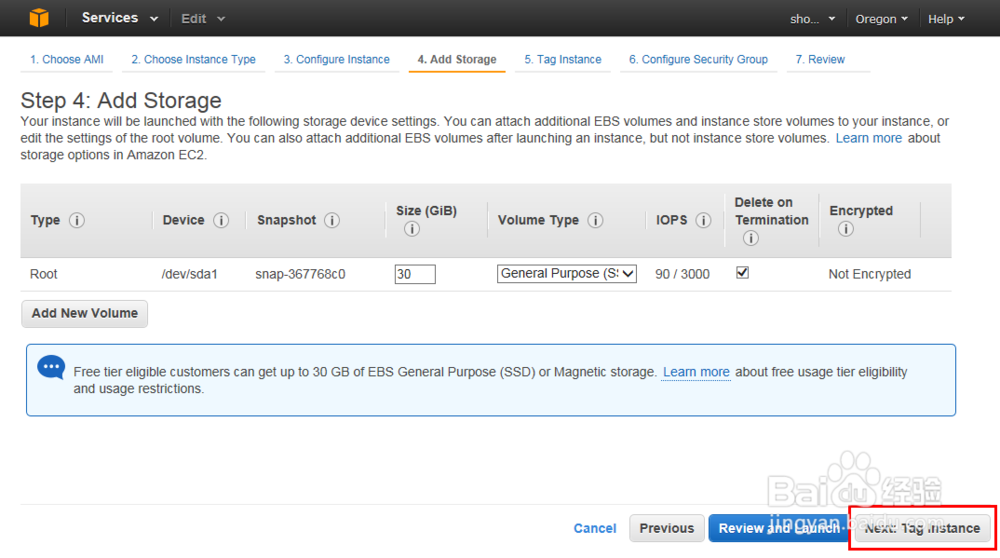 Services Edit sho... Oregon Help
1. Choose AMI 2. Choose Instance Type 3. Configure Instance 4. Add Storage 5. Tag Instance 6. Configure Security Group 7. Review
Step 4: Add Storage
Your instance will be launched with the following storage device settings. You can attach additional EBS volumes and instance store volumes to your instance, or
edit the settings of the root volume. You can also attach additional EBS volumes after launching an instance, but not instance store volumes. Learn more about
storage options in Amazon EC2.
Type i Device i Snapshot i Size (GiB) i Volume Type i IOPS i Delete on Termination i Encrypted i
Root /dev/sda1 snap-367768c0 30 General Purpose (S 90 / 3000 Not Encrypted
Add New Volume
Free tier eligible customers can get up to 30 GB of EBS General Purpose (SSD) or Magnetic storage. Learn more about free usage tier eligibility
and usage restrictions.
Baidu 经验
jingyan.baidu.com
Cancel Previous Review and Launch Next: Tag Instance